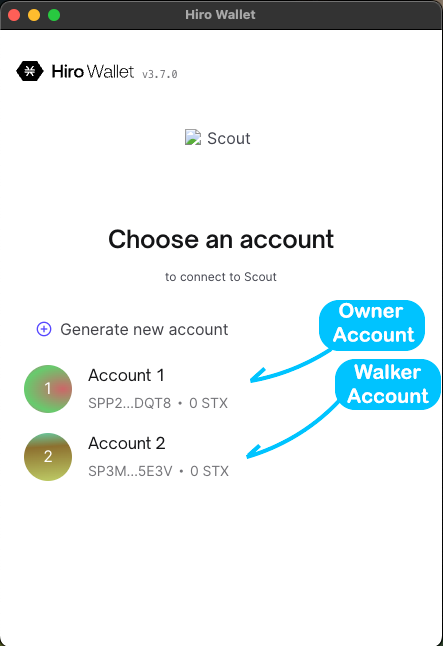 Hiro Wallet
Hiro Wallet v3.7.0
Scout
Choose an account
to connect to Scout
Generate new account
Owner
Account
1
Account 1
SPP2...DQT8 • 0 STX
Walker
Account
2
Account 2
SP3M...5E3V • 0 STX